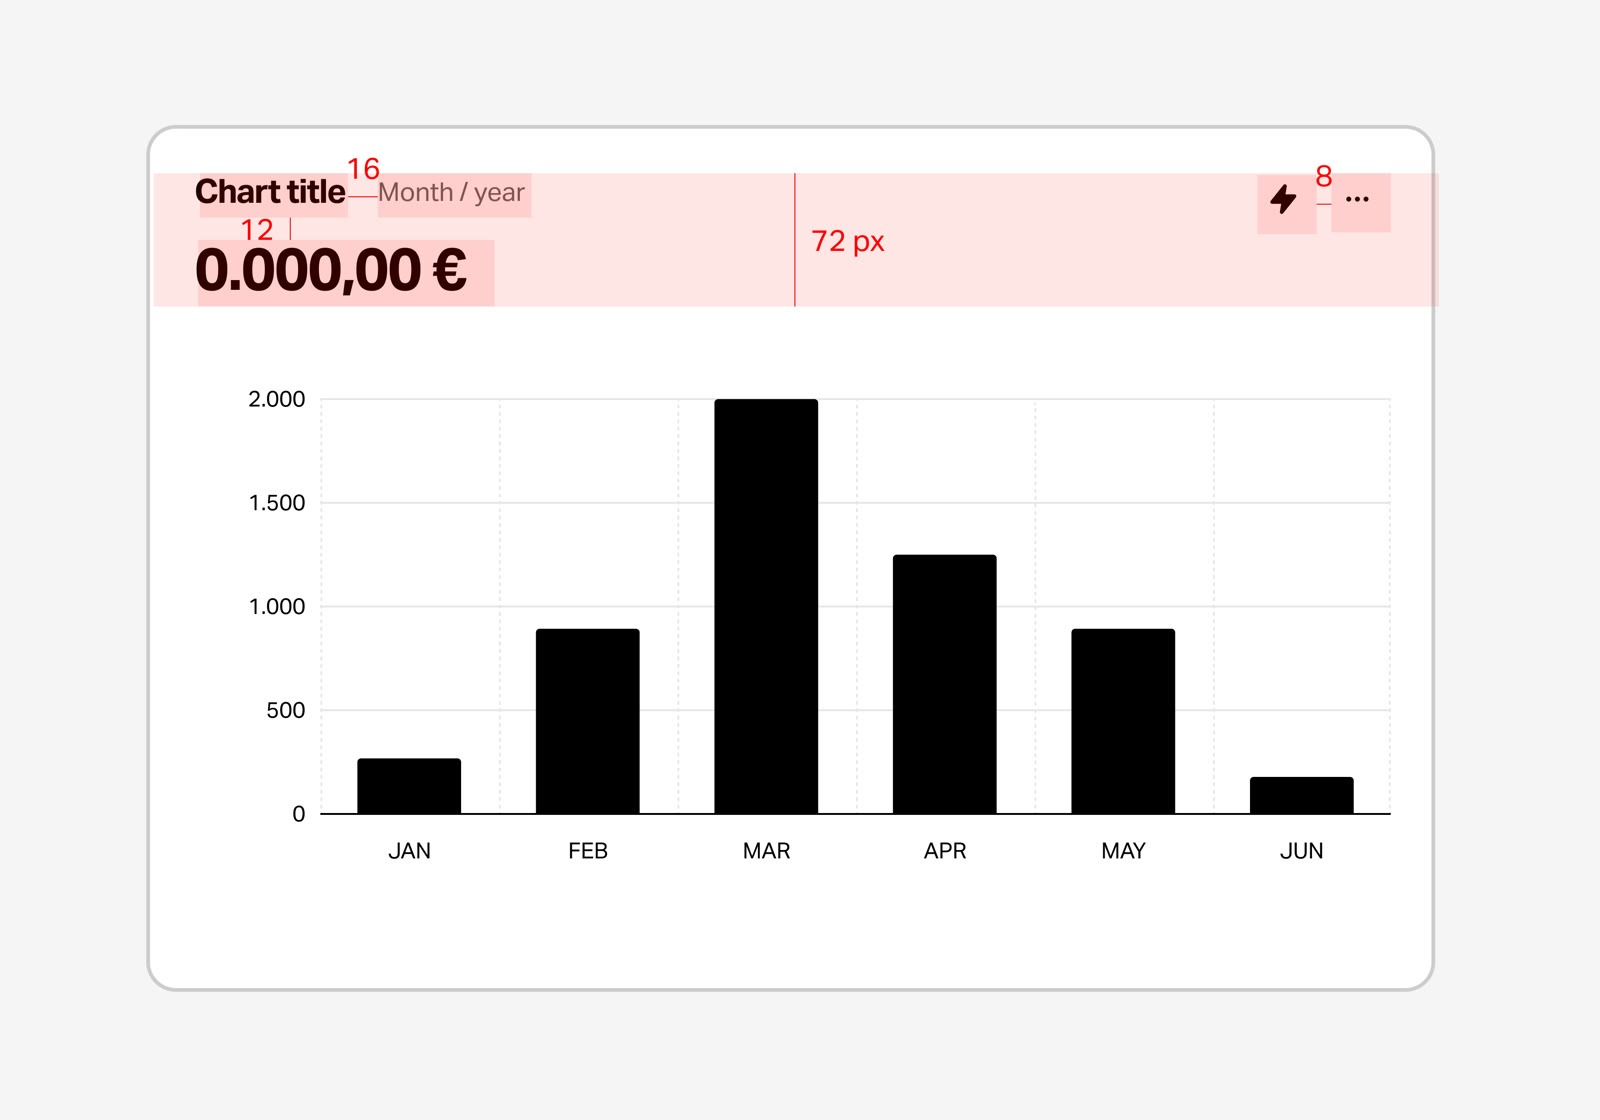 16
8
Chart title
Month / year
12
72 px
0.000,00 €
2.000
1.500
1.000
500
0
JAN FEB MAR APR MAY JUN